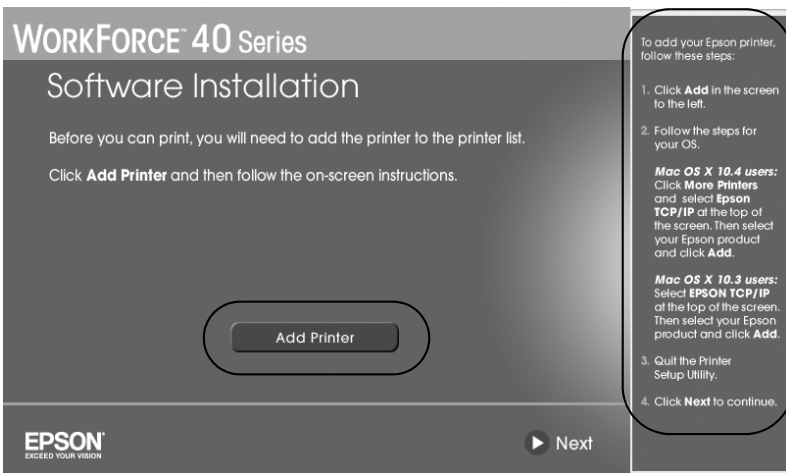 WORKFORCE™ 40 Series
Software Installation
Before you can print, you will need to add the printer to the printer list.
Click Add Printer and then follow the on-screen instructions.
Add Printer
EPSON®
EXCEED YOUR VISION
Next
To add your Epson printer,
follow these steps:
1. Click Add in the screen
to the left.
2. Follow the steps for
your OS.
Mac OS X 10.4 users:
Click More Printers
and select Epson
TCP/IP at the top of
the screen. Then select
your Epson product
and click Add.
Mac OS X 10.3 users:
Select EPSON TCP/IP
at the top of the screen.
Then select your Epson
product and click Add.
3. Quit the Printer
Setup Utility.
4. Click Next to continue.